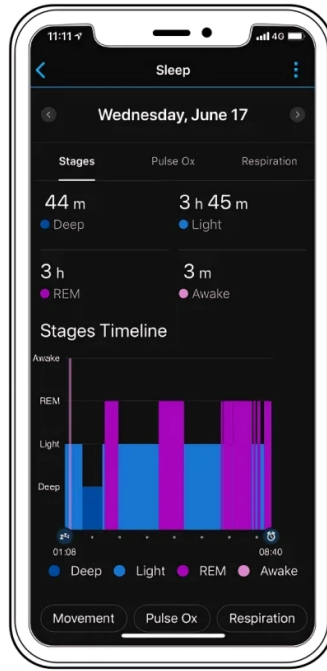 11:11 4G
Sleep
Wednesday, June 17
Stages Pulse Ox Respiration
44 m 3 h 45 m
Deep Light
3 h 3 m
REM Awake
Stages Timeline
Awake
REM
Light
Deep
zZz
01:08 08:40
Deep Light REM Awake
Movement Pulse Ox Respiration